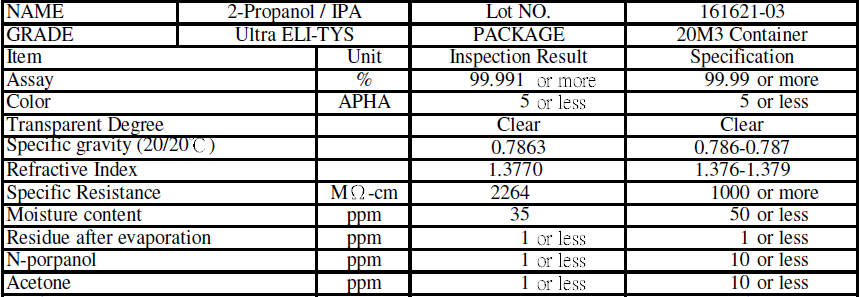 NAME 2-Propanol / IPA Lot NO. 161621-03
GRADE Ultra ELI-TYS PACKAGE 20M3 Container
Item Unit Inspection Result Specification
Assay % 99.991 or more 99.99 or more
Color APHA 5 or less 5 or less
Transparent Degree Clear Clear
Specific gravity (20/20℃) 0.7863 0.786-0.787
Refractive Index 1.3770 1.376-1.379
Specific Resistance MΩ-cm 2264 1000 or more
Moisture content ppm 35 50 or less
Residue after evaporation ppm 1 or less 1 or less
N-porpanol ppm 1 or less 10 or less
Acetone ppm 1 or less 10 or less